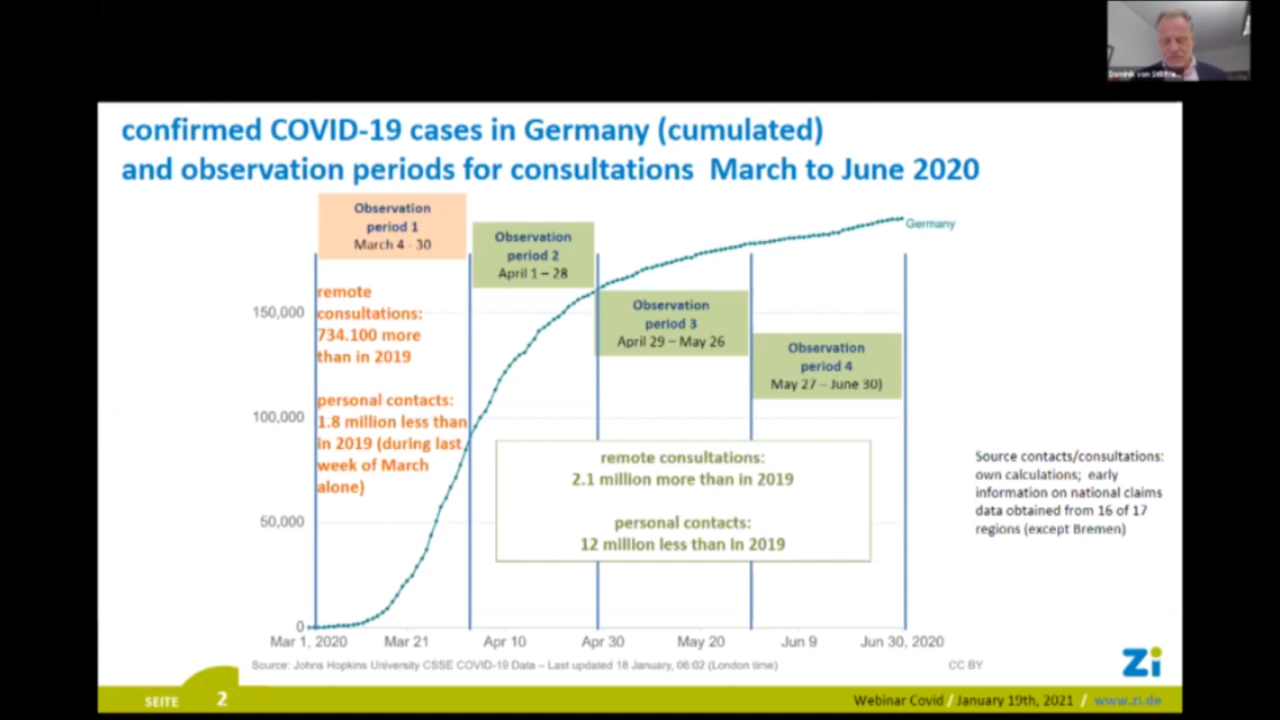 confirmed COVID-19 cases in Germany (cumulated)
and observation periods for consultations March to June 2020
Observation
period 1
March 4 - 30
Observation
period 2
April 1 – 28
Observation
period 3
April 29 – May 26
Observation
period 4
May 27 – June 30)
Germany
remote
consultations:
734.100 more
than in 2019
personal contacts:
1.8 million less than
in 2019 (during last
week of March
alone)
150,000
100,000
50,000
0
remote consultations:
2.1 million more than in 2019
personal contacts:
12 million less than in 2019
Source contacts/consultations:
own calculations; early
information on national claims
data obtained from 16 of 17
regions (except Bremen)
Mar 1, 2020
Mar 21
Apr 10
Apr 30
May 20
Jun 9
Jun 30, 2020
Source: Johns Hopkins University CSSE COVID-19 Data – Last updated 18 January, 06:02 (London time)
CC BY
Zi
SEITE 2
Webinar Covid / January 19th, 2021 / www.zi.de